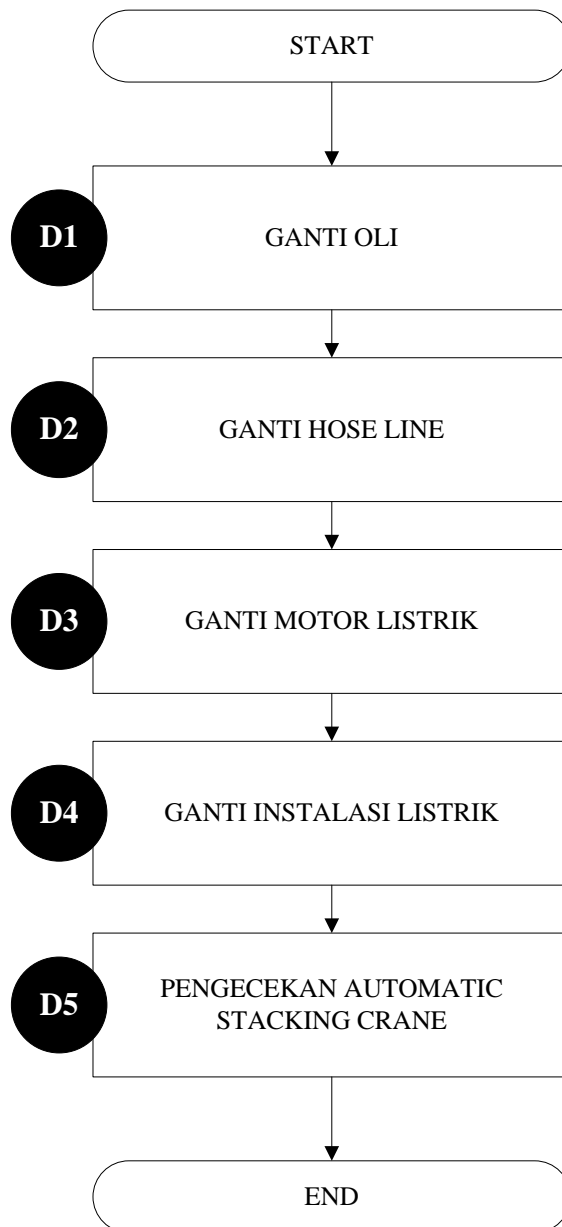 START
D1
GANTI OLI
D2
GANTI HOSE LINE
D3
GANTI MOTOR LISTRIK
D4
GANTI INSTALASI LISTRIK
D5
PENGECEKAN AUTOMATIC
STACKING CRANE
END